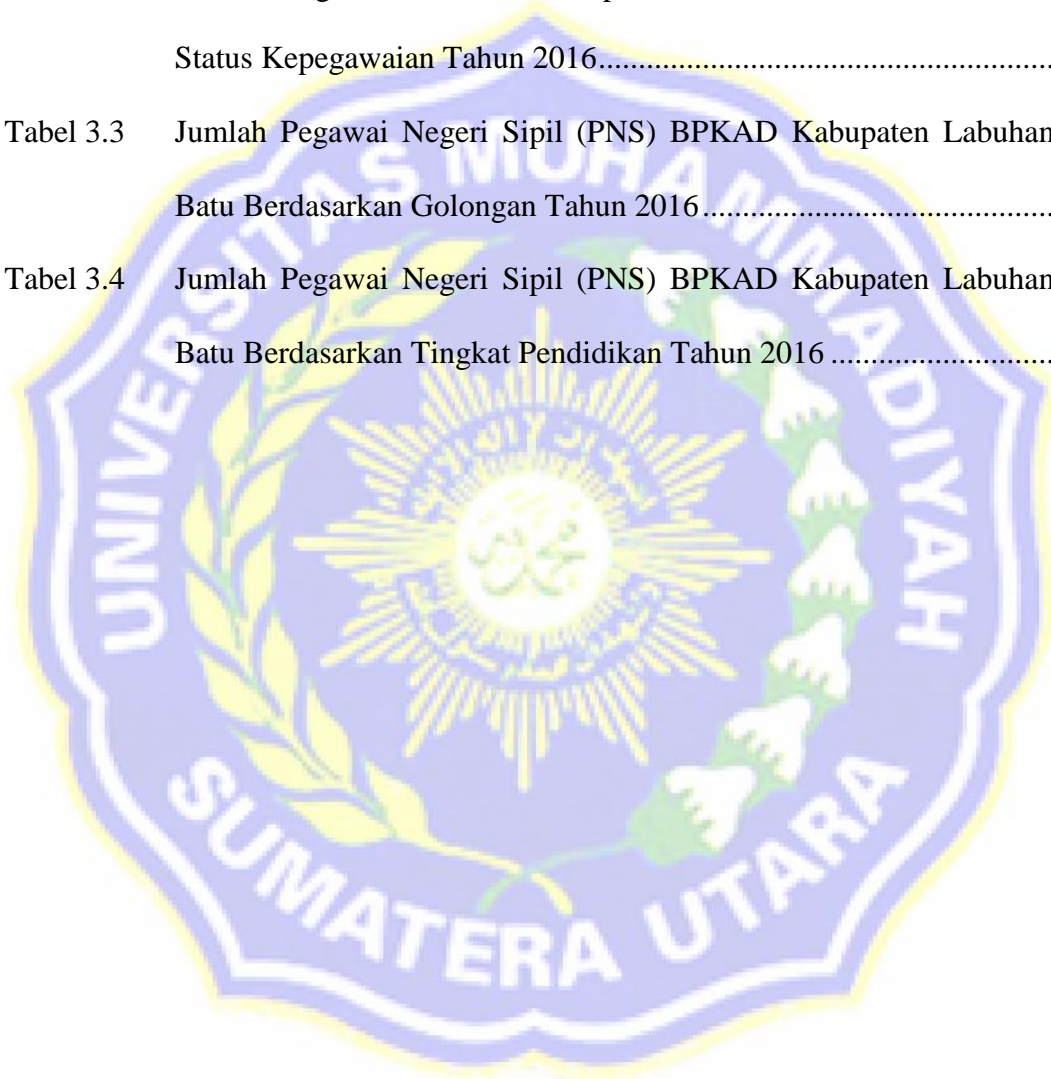 Status Kepegawaian Tahun 2016........................................................
Tabel 3.3 Jumlah Pegawai Negeri Sipil (PNS) BPKAD Kabupaten Labuhan
Batu Berdasarkan Golongan Tahun 2016...........................................
Tabel 3.4 Jumlah Pegawai Negeri Sipil (PNS) BPKAD Kabupaten Labuhan
Batu Berdasarkan Tingkat Pendidikan Tahun 2016 ...........................
UNIVERSITAS MUHAMMADIYAH
محمد
SUMATERA UTARA